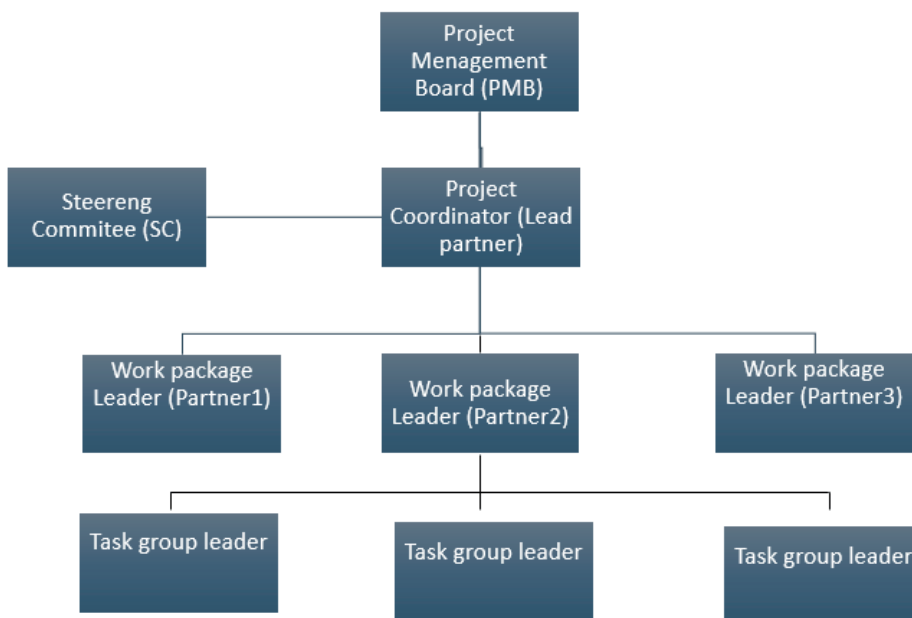 Project
Menagement
Board (PMB)
Steereng
Commitee (SC)
Project
Coordinator (Lead
partner)
Work package
Leader (Partner1)
Work package
Leader (Partner2)
Work package
Leader (Partner3)
Task group leader
Task group leader
Task group leader